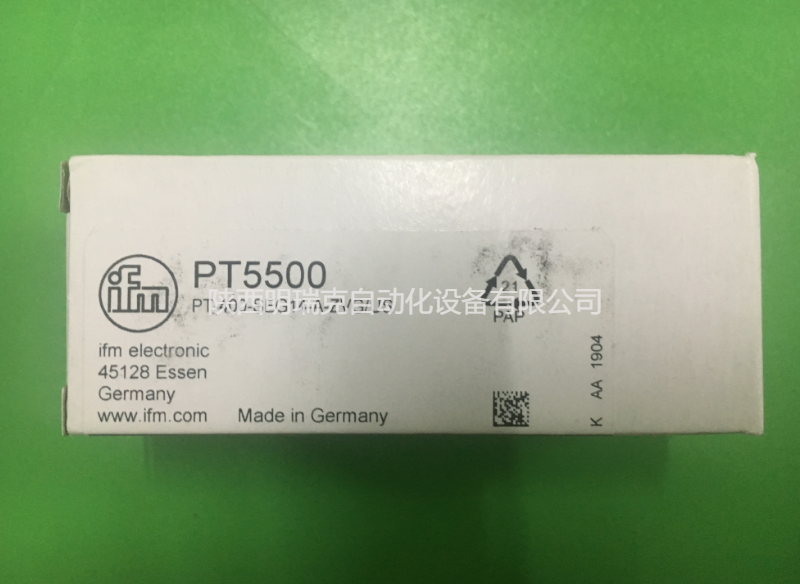 ifm
PT5500
陕西明瑞克自动化设备有限公司
21
PAP
ifm electronic
45128 Essen
Germany
www.ifm.com
Made in Germany
K AA 1904